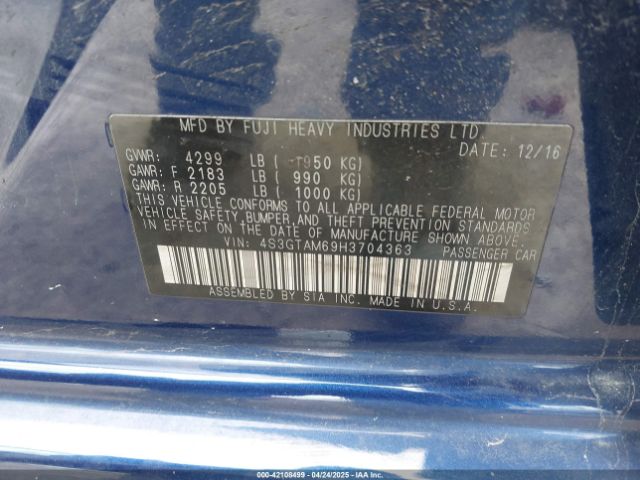 MFD BY FUJI HEAVY INDUSTRIES LTD.
DATE: 12/16
GVWR: 4299 LB ( 1950 KG)
GAWR: F 2183 LB ( 990 KG)
GAWR: R 2205 LB ( 1000 KG)
THIS VEHICLE CONFORMS TO ALL APPLICABLE FEDERAL MOTOR
VEHICLE SAFETY, BUMPER, AND THEFT PREVENTION STANDARDS
IN EFFECT ON THE DATE OF MANUFACTURE SHOWN ABOVE.
VIN: 4S3GTAM69H3704363 PASSENGER CAR
ASSEMBLED BY SIA INC. MADE IN U.S.A.
00-42108499 04/24/2025 - IAAI.COM